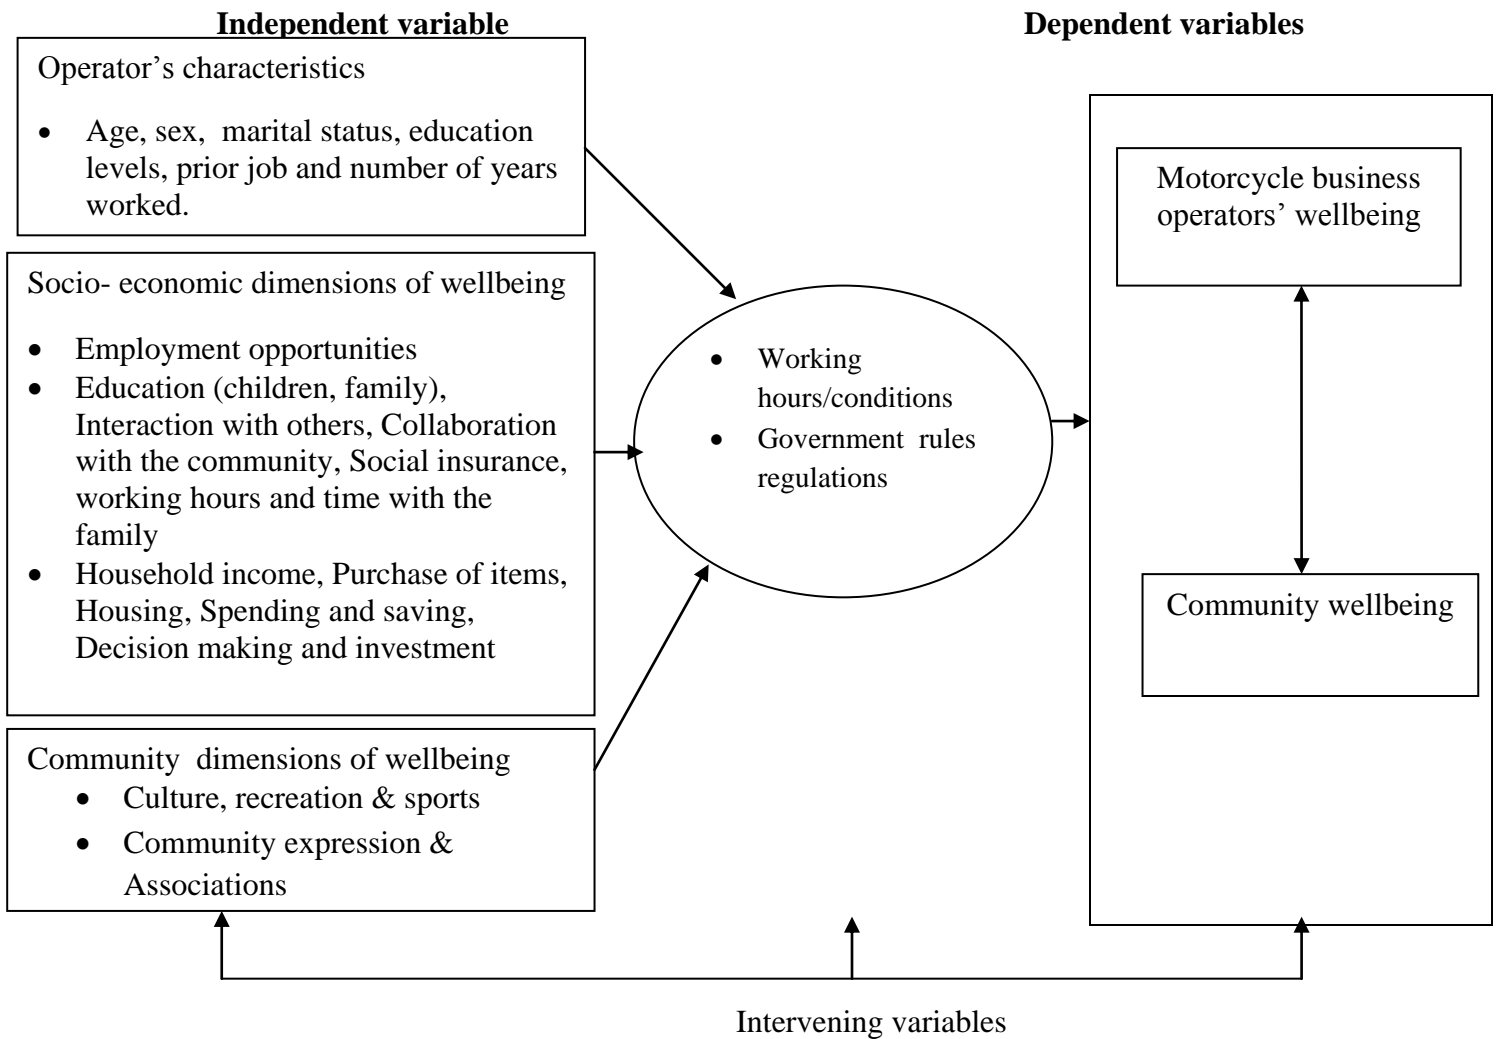 Independent variable
Dependent variables
Operator’s characteristics
• Age, sex, marital status, education
levels, prior job and number of years
worked.
Socio- economic dimensions of wellbeing
• Employment opportunities
• Education (children, family),
Interaction with others, Collaboration
with the community, Social insurance,
working hours and time with the
family
• Household income, Purchase of items,
Housing, Spending and saving,
Decision making and investment
Community dimensions of wellbeing
• Culture, recreation & sports
• Community expression &
Associations
• Working
hours/conditions
• Government rules
regulations
Motorcycle business
operators’ wellbeing
Community wellbeing
Intervening variables